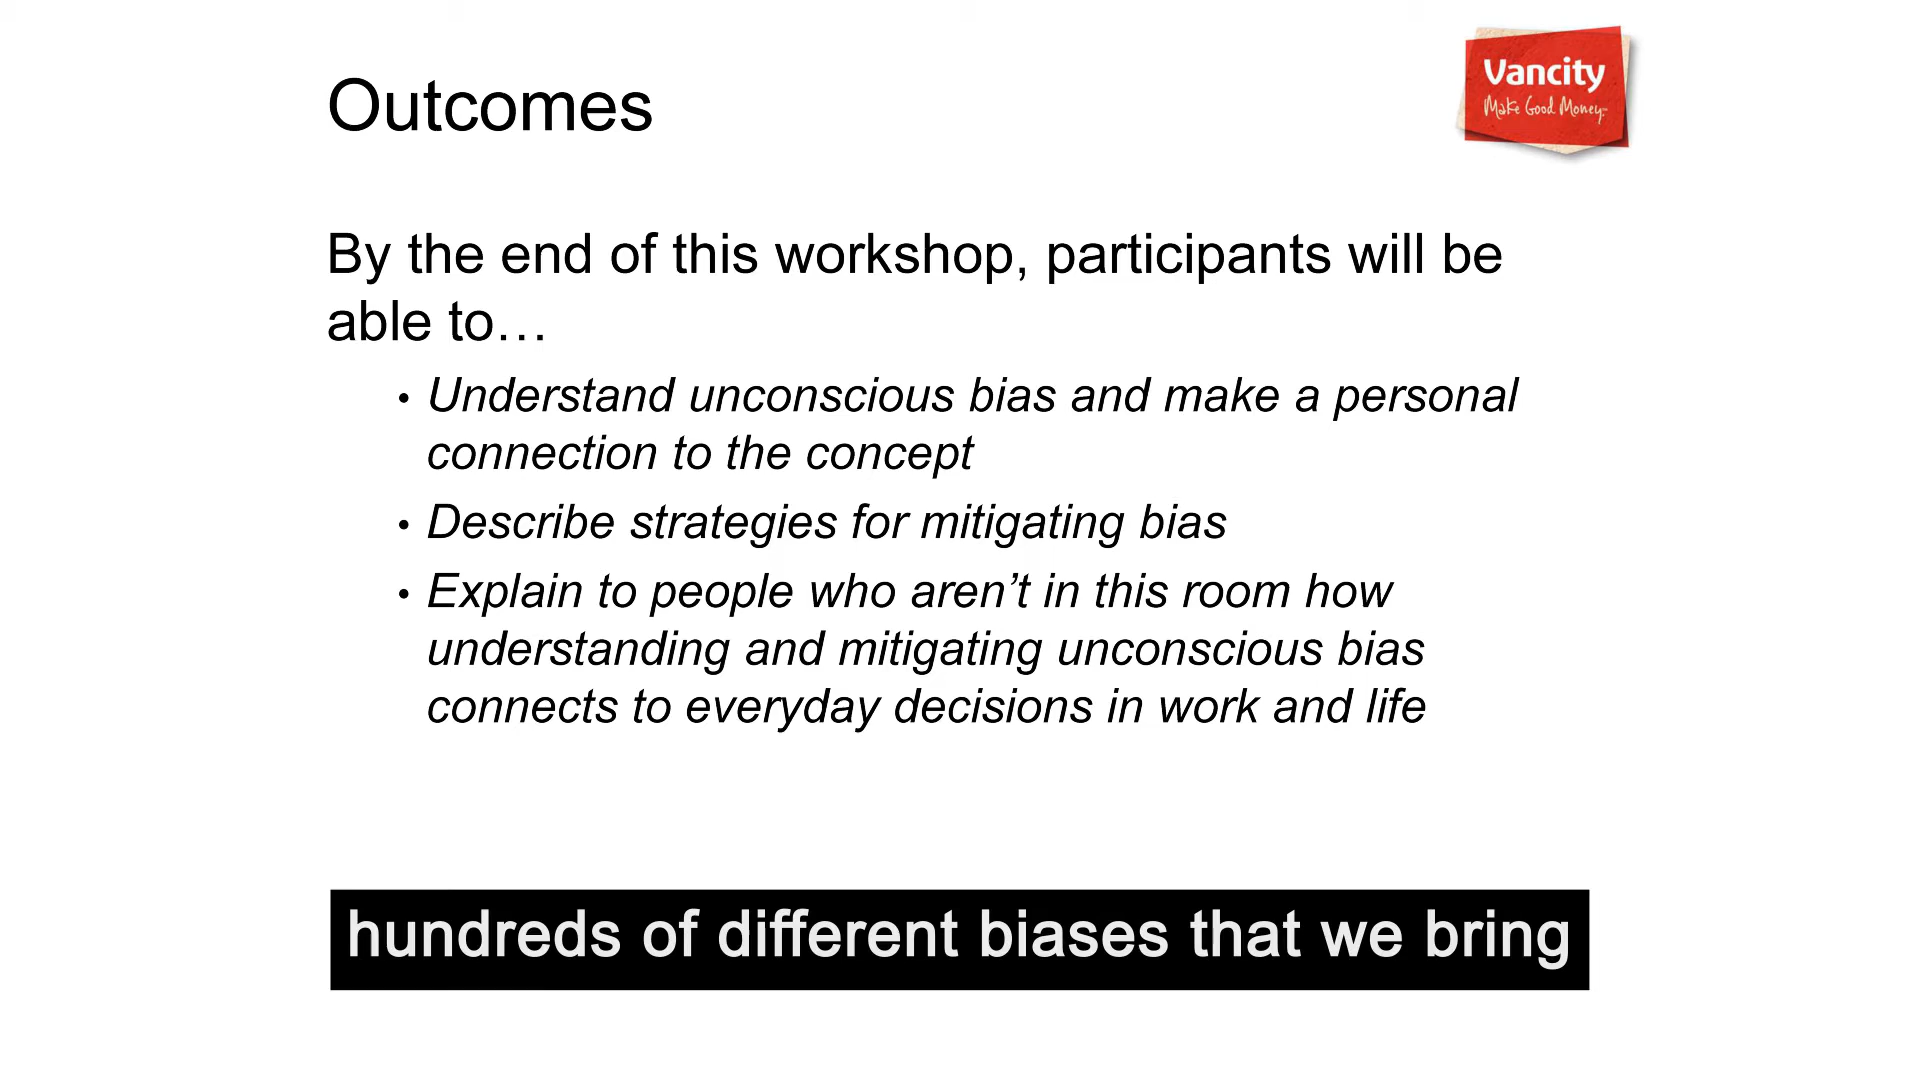 Vancity
Make Good Money™
Outcomes
By the end of this workshop, participants will be
able to…
• Understand unconscious bias and make a personal
connection to the concept
• Describe strategies for mitigating bias
• Explain to people who aren’t in this room how
understanding and mitigating unconscious bias
connects to everyday decisions in work and life
hundreds of different biases that we bring